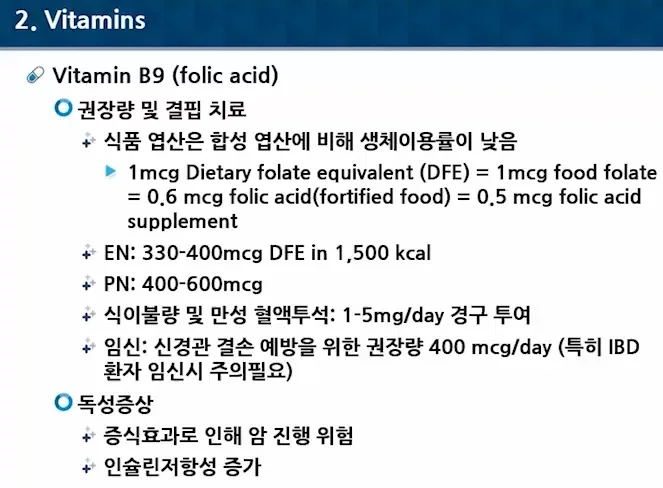 2. Vitamins
Vitamin B9 (folic acid)
권장량 및 결핍 치료
식품 엽산은 합성 엽산에 비해 생체이용률이 낮음
1mcg Dietary folate equivalent (DFE) = 1mcg food folate
= 0.6 mcg folic acid(fortified food) = 0.5 mcg folic acid
supplement
EN: 330-400mcg DFE in 1,500 kcal
PN: 400-600mcg
식이불량 및 만성 혈액투석: 1-5mg/day 경구 투여
임신: 신경관 결손 예방을 위한 권장량 400 mcg/day (특히 IBD
환자 임신시 주의필요)
독성증상
증식효과로 인해 암 진행 위험
인슐린저항성 증가